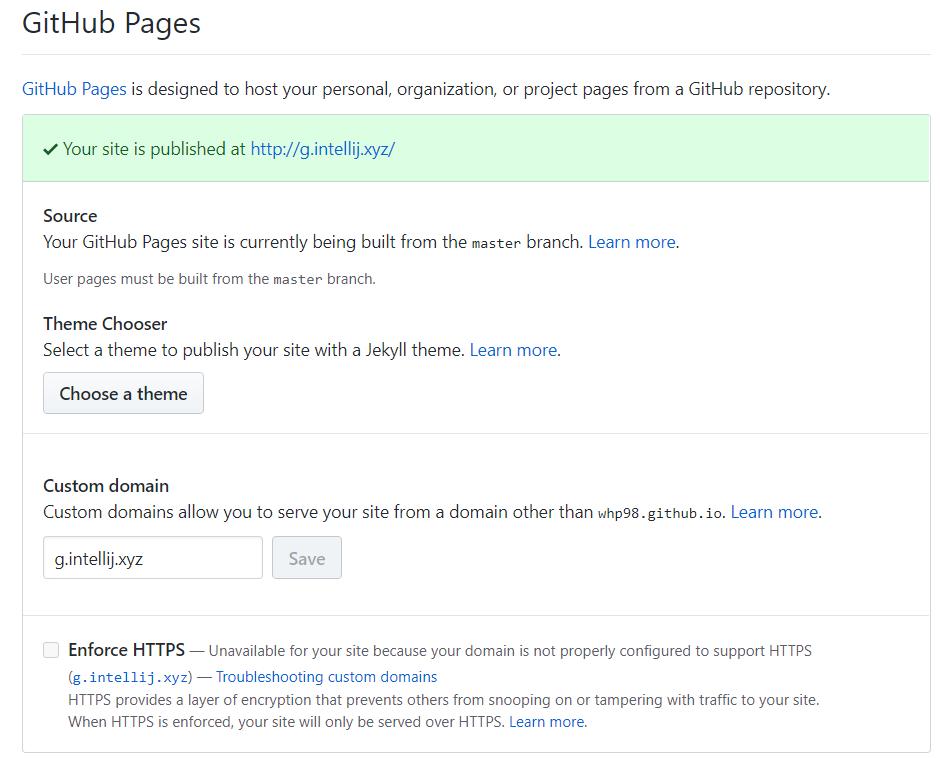 GitHub Pages
GitHub Pages is designed to host your personal, organization, or project pages from a GitHub repository.
✔ Your site is published at http://g.intellij.xyz/
Source
Your GitHub Pages site is currently being built from the master branch. Learn more.
User pages must be built from the master branch.
Theme Chooser
Select a theme to publish your site with a Jekyll theme. Learn more.
Choose a theme
Custom domain
Custom domains allow you to serve your site from a domain other than whp98.github.io. Learn more.
g.intellij.xyz Save
Enforce HTTPS — Unavailable for your site because your domain is not properly configured to support HTTPS
(g.intellij.xyz) — Troubleshooting custom domains
HTTPS provides a layer of encryption that prevents others from snooping on or tampering with traffic to your site.
When HTTPS is enforced, your site will only be served over HTTPS. Learn more.